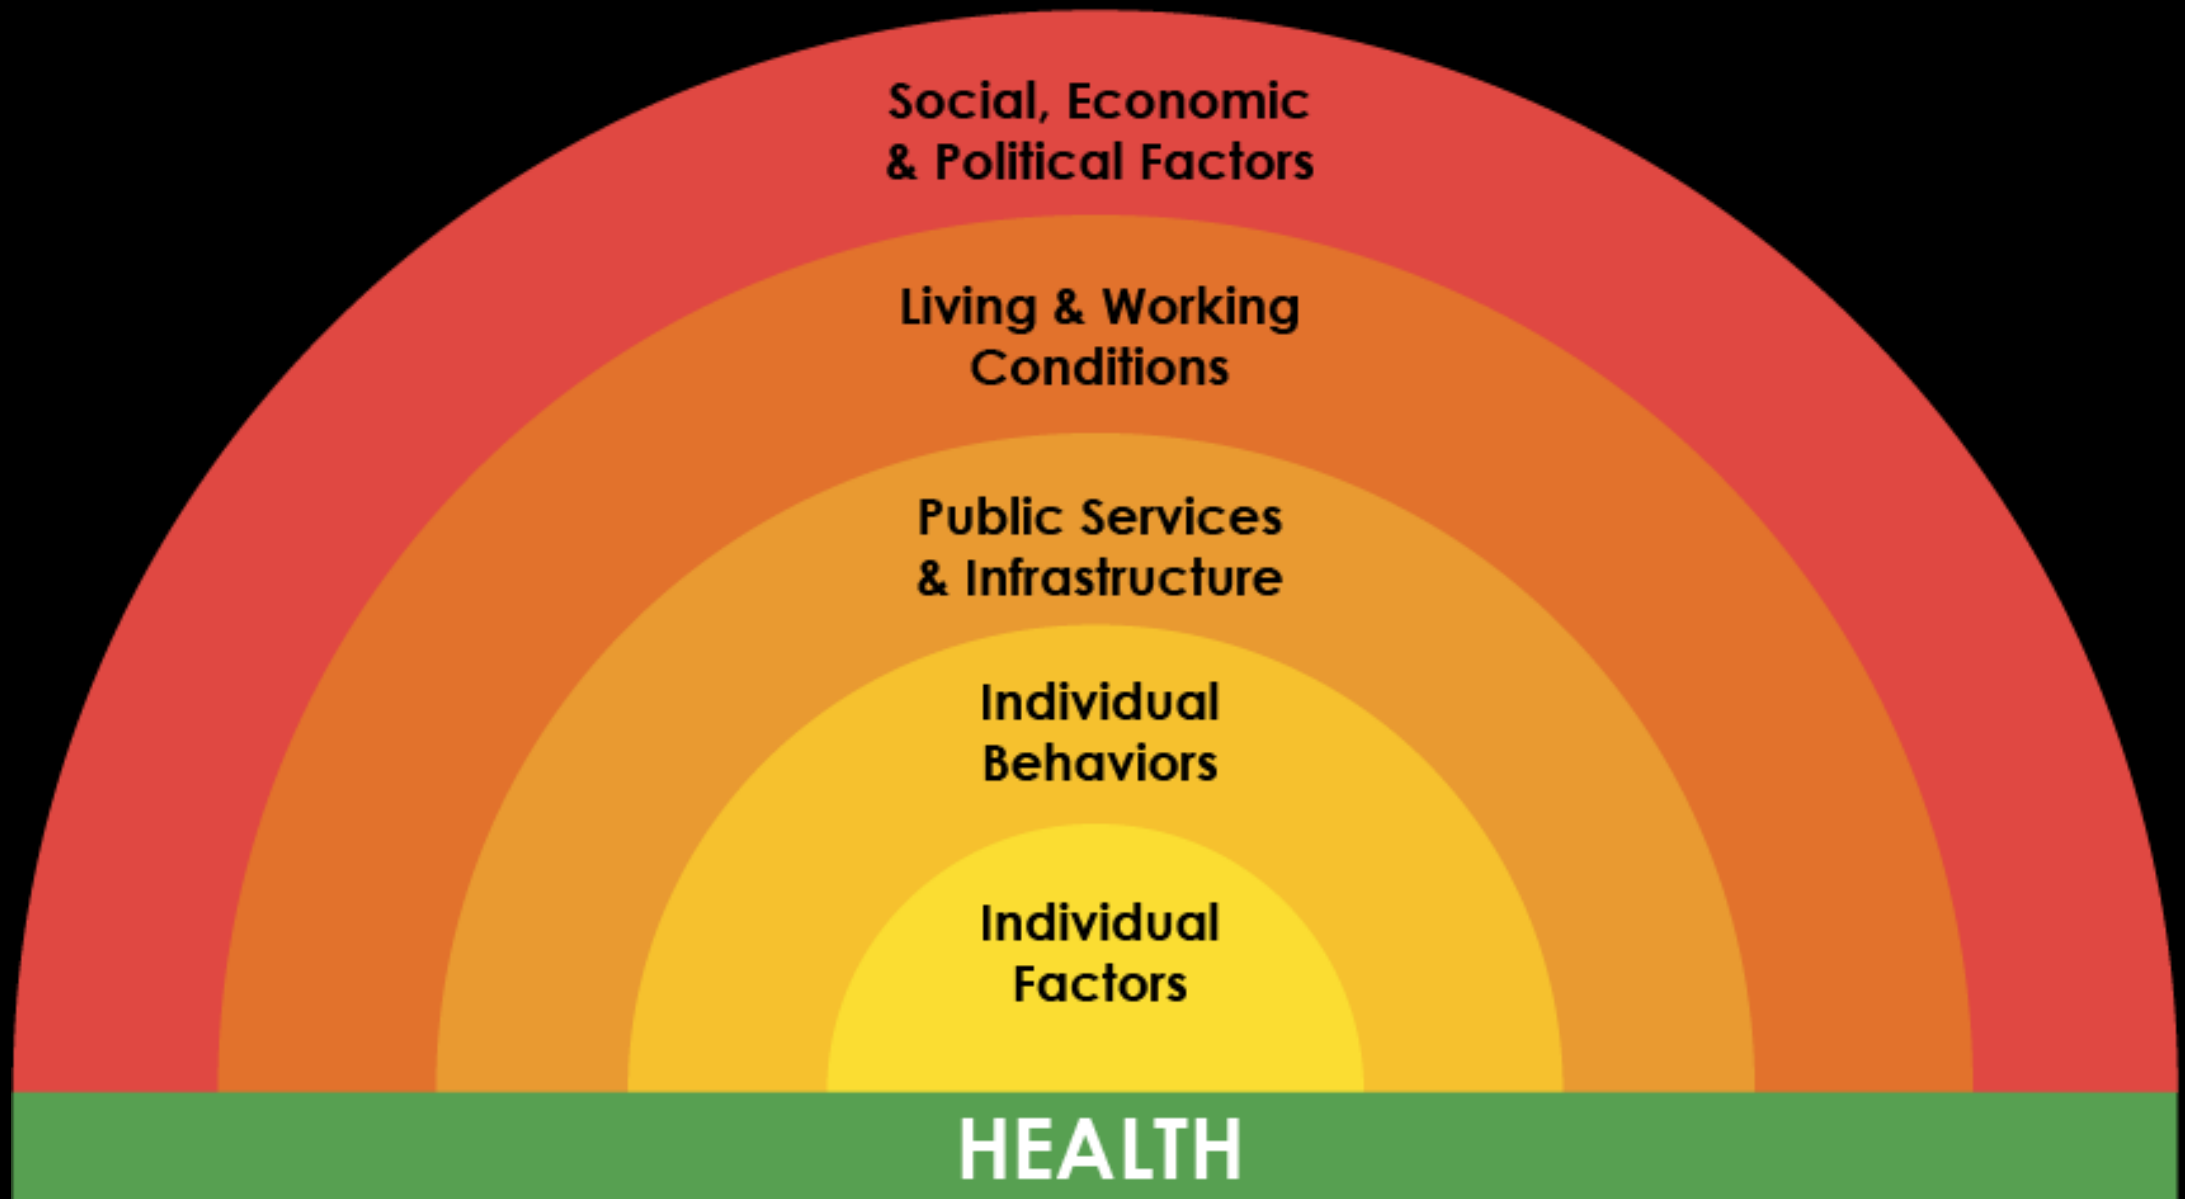 Social, Economic
& Political Factors
Living & Working
Conditions
Public Services
& Infrastructure
Individual
Behaviors
Individual
Factors
HEALTH